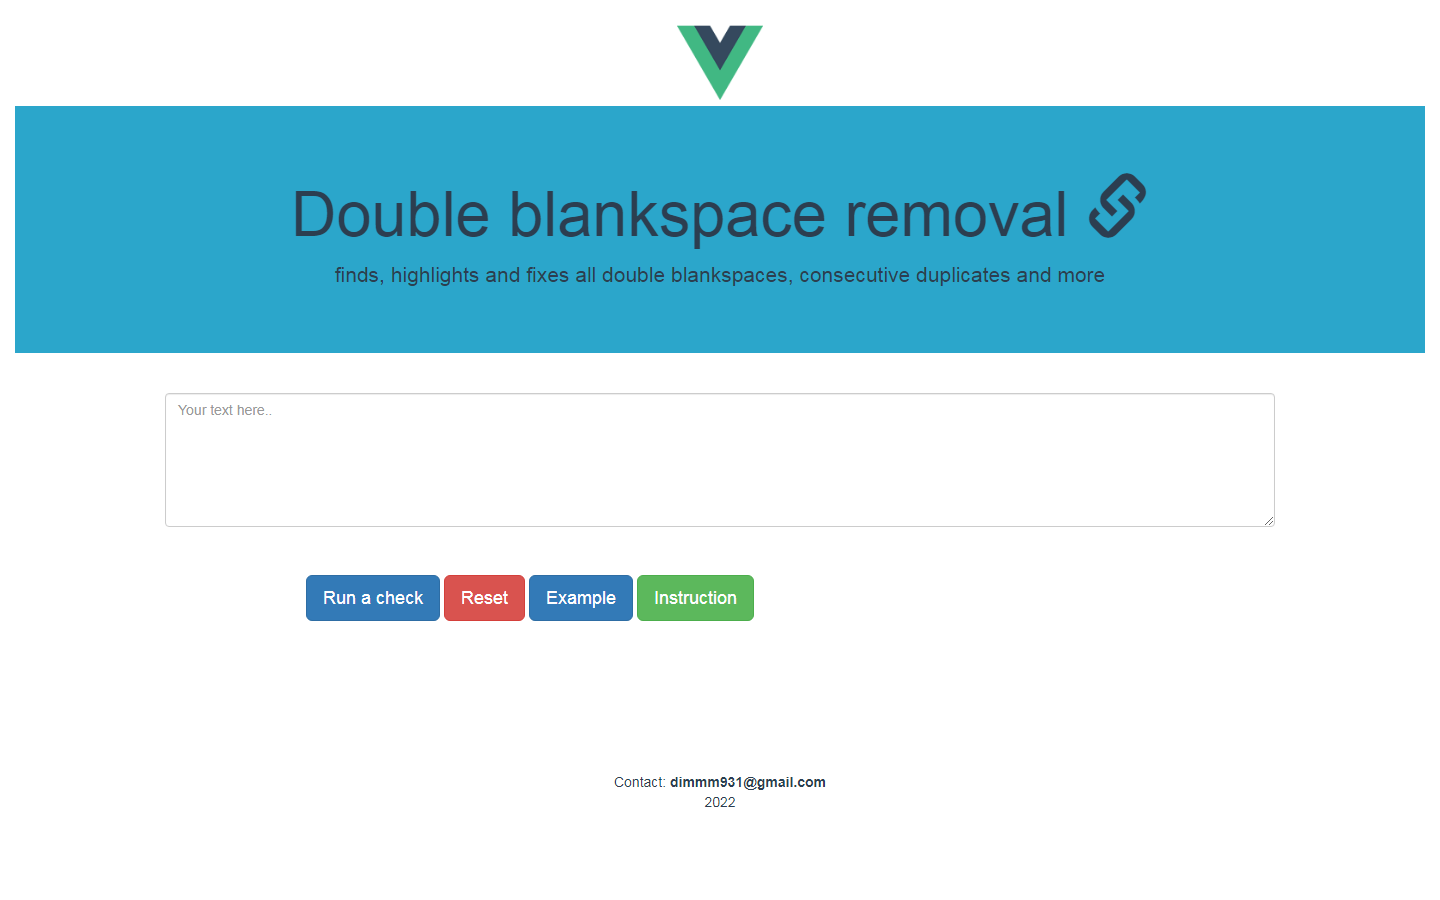 Double blankspace removal
finds, highlights and fixes all double blankspaces, consecutive duplicates and more
Your text here..
Run a check Reset Example Instruction
Contact: dimmm931@gmail.com
2022